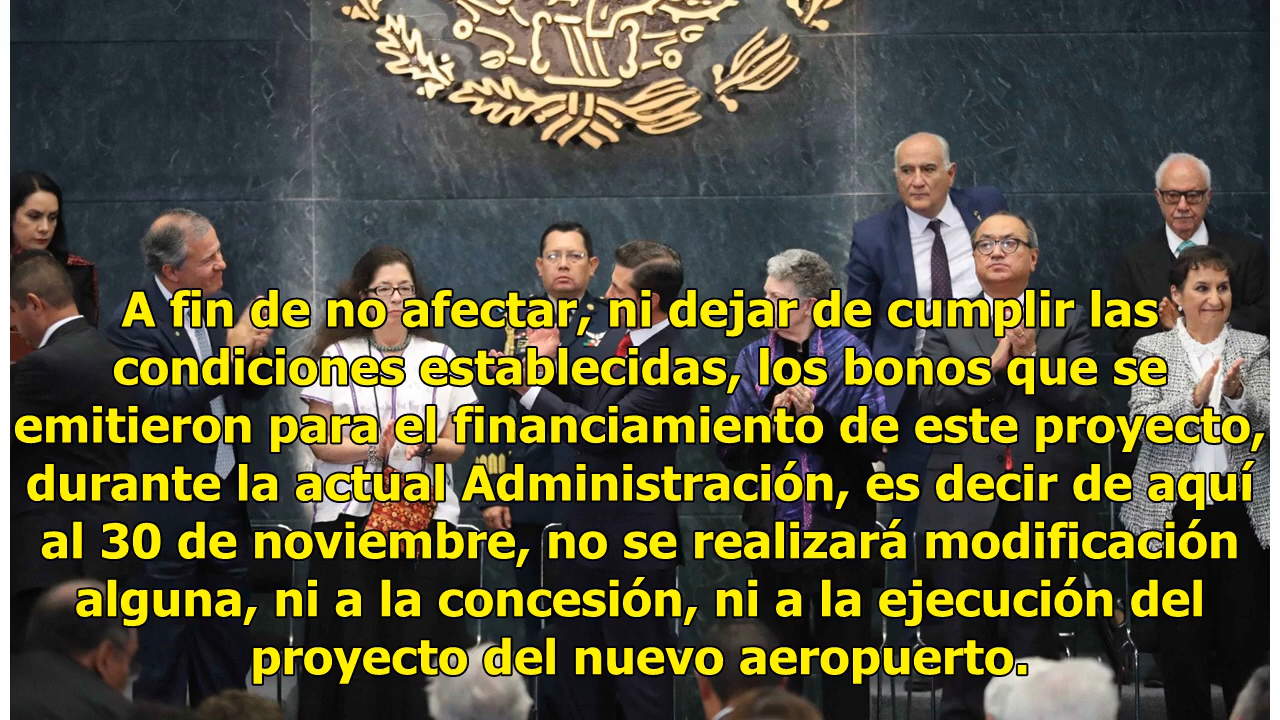 A fin de no afectar, ni dejar de cumplir las
condiciones establecidas, los bonos que se
emitieron para el financiamiento de este proyecto,
durante la actual Administración, es decir de aquí
al 30 de noviembre, no se realizará modificación
alguna, ni a la concesión, ni a la ejecución del
proyecto del nuevo aeropuerto.